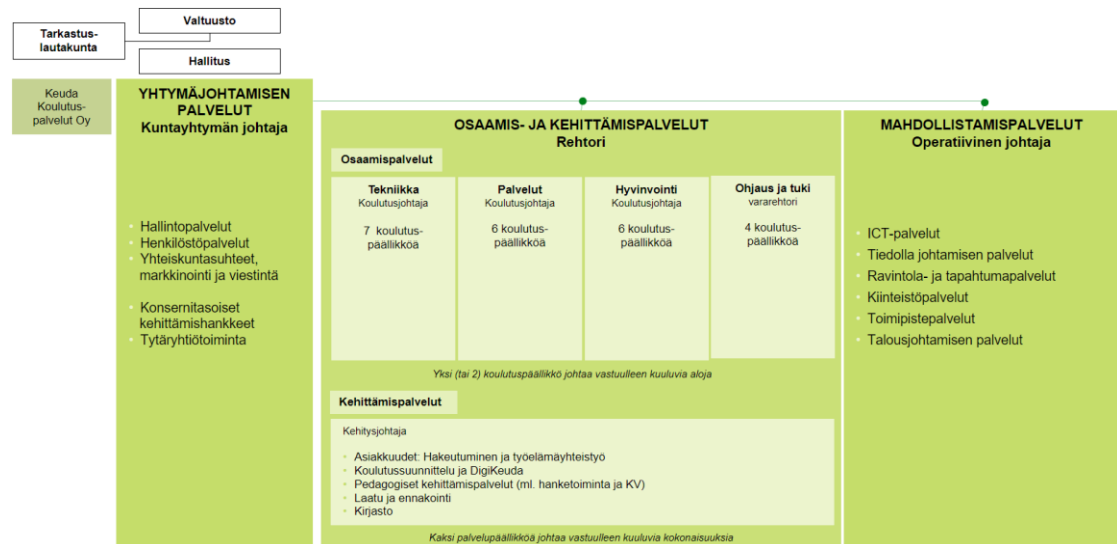 Valtuusto
Tarkastus-
lautakunta
Hallitus
Keuda
Koulutus-
palvelut Oy
YHTYMÄJOHTAMISEN
PALVELUT
Kuntayhtymän johtaja
• Hallintopalvelut
• Henkilöstöpalvelut
• Yhteiskuntasuhteet,
markkinointi ja viestintä
• Konsernitasoiset
kehittämishankkeet
• Tytäryhtiötoiminta
OSAAMIS- JA KEHITTÄMISPALVELUT
Rehtori
Osaamispalvelut
Tekniikka
Koulutusjohtaja
7 koulutus-
päällikköä
Palvelut
Koulutusjohtaja
6 koulutus-
päällikköä
Hyvinvointi
Koulutusjohtaja
6 koulutus-
päällikköä
Ohjaus ja tuki
vararehtori
4 koulutus-
päällikköä
Yksi (tai 2) koulutuspäällikkö johtaa vastuulleen kuuluvia aloja
Kehittämispalvelut
Kehitysjohtaja
• Asiakkuudet: Hakeutuminen ja työelämäyhteistyö
• Koulutussuunnittelu ja DigiKeuda
• Pedagogiset kehittämispalvelut (ml. hanketoiminta ja KV)
• Laatu ja ennakointi
• Kirjasto
Kaksi palvelupäällikköä johtaa vastuulleen kuuluvia kokonaisuuksia
MAHDOLLISTAMISPALVELUT
Operatiivinen johtaja
• ICT-palvelut
• Tiedolla johtamisen palvelut
• Ravintola- ja tapahtumapalvelut
• Kiinteistöpalvelut
• Toimipistepalvelut
• Talousjohtamisen palvelut